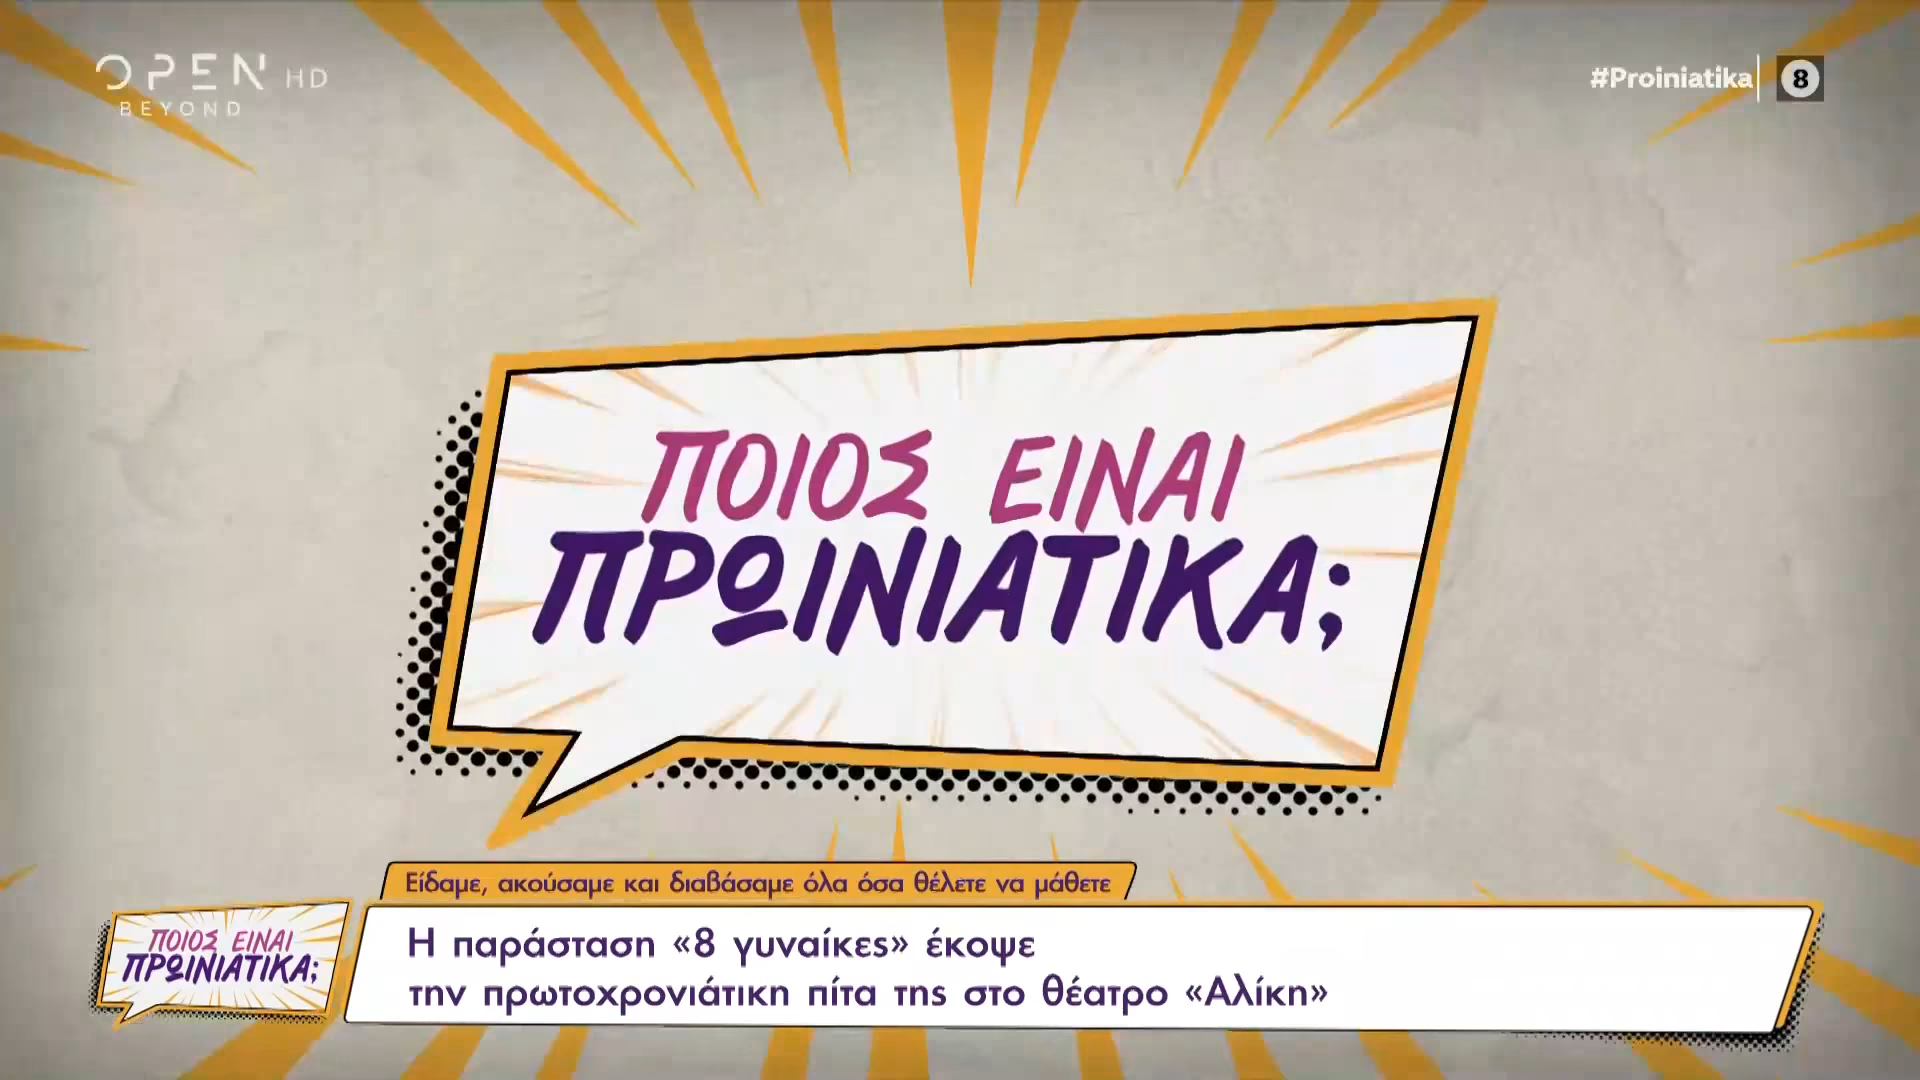 OPEN HD
BEYOND
#Proiniatika
8
ΠΟΙΟΣ ΕΙΝΑΙ
ΠΡΩΙΝΙΑΤΙΚΑ;
Είδαμε, ακούσαμε και διαβάσαμε όλα όσα θέλετε να μάθετε
ΠΟΙΟΣ ΕΙΝΑΙ
ΠΡΩΙΝΙΑΤΙΚΑ;
Η παράσταση «8 γυναίκες» έκοψε
την πρωτοχρονιάτικη πίτα της στο θέατρο «Αλίκη»